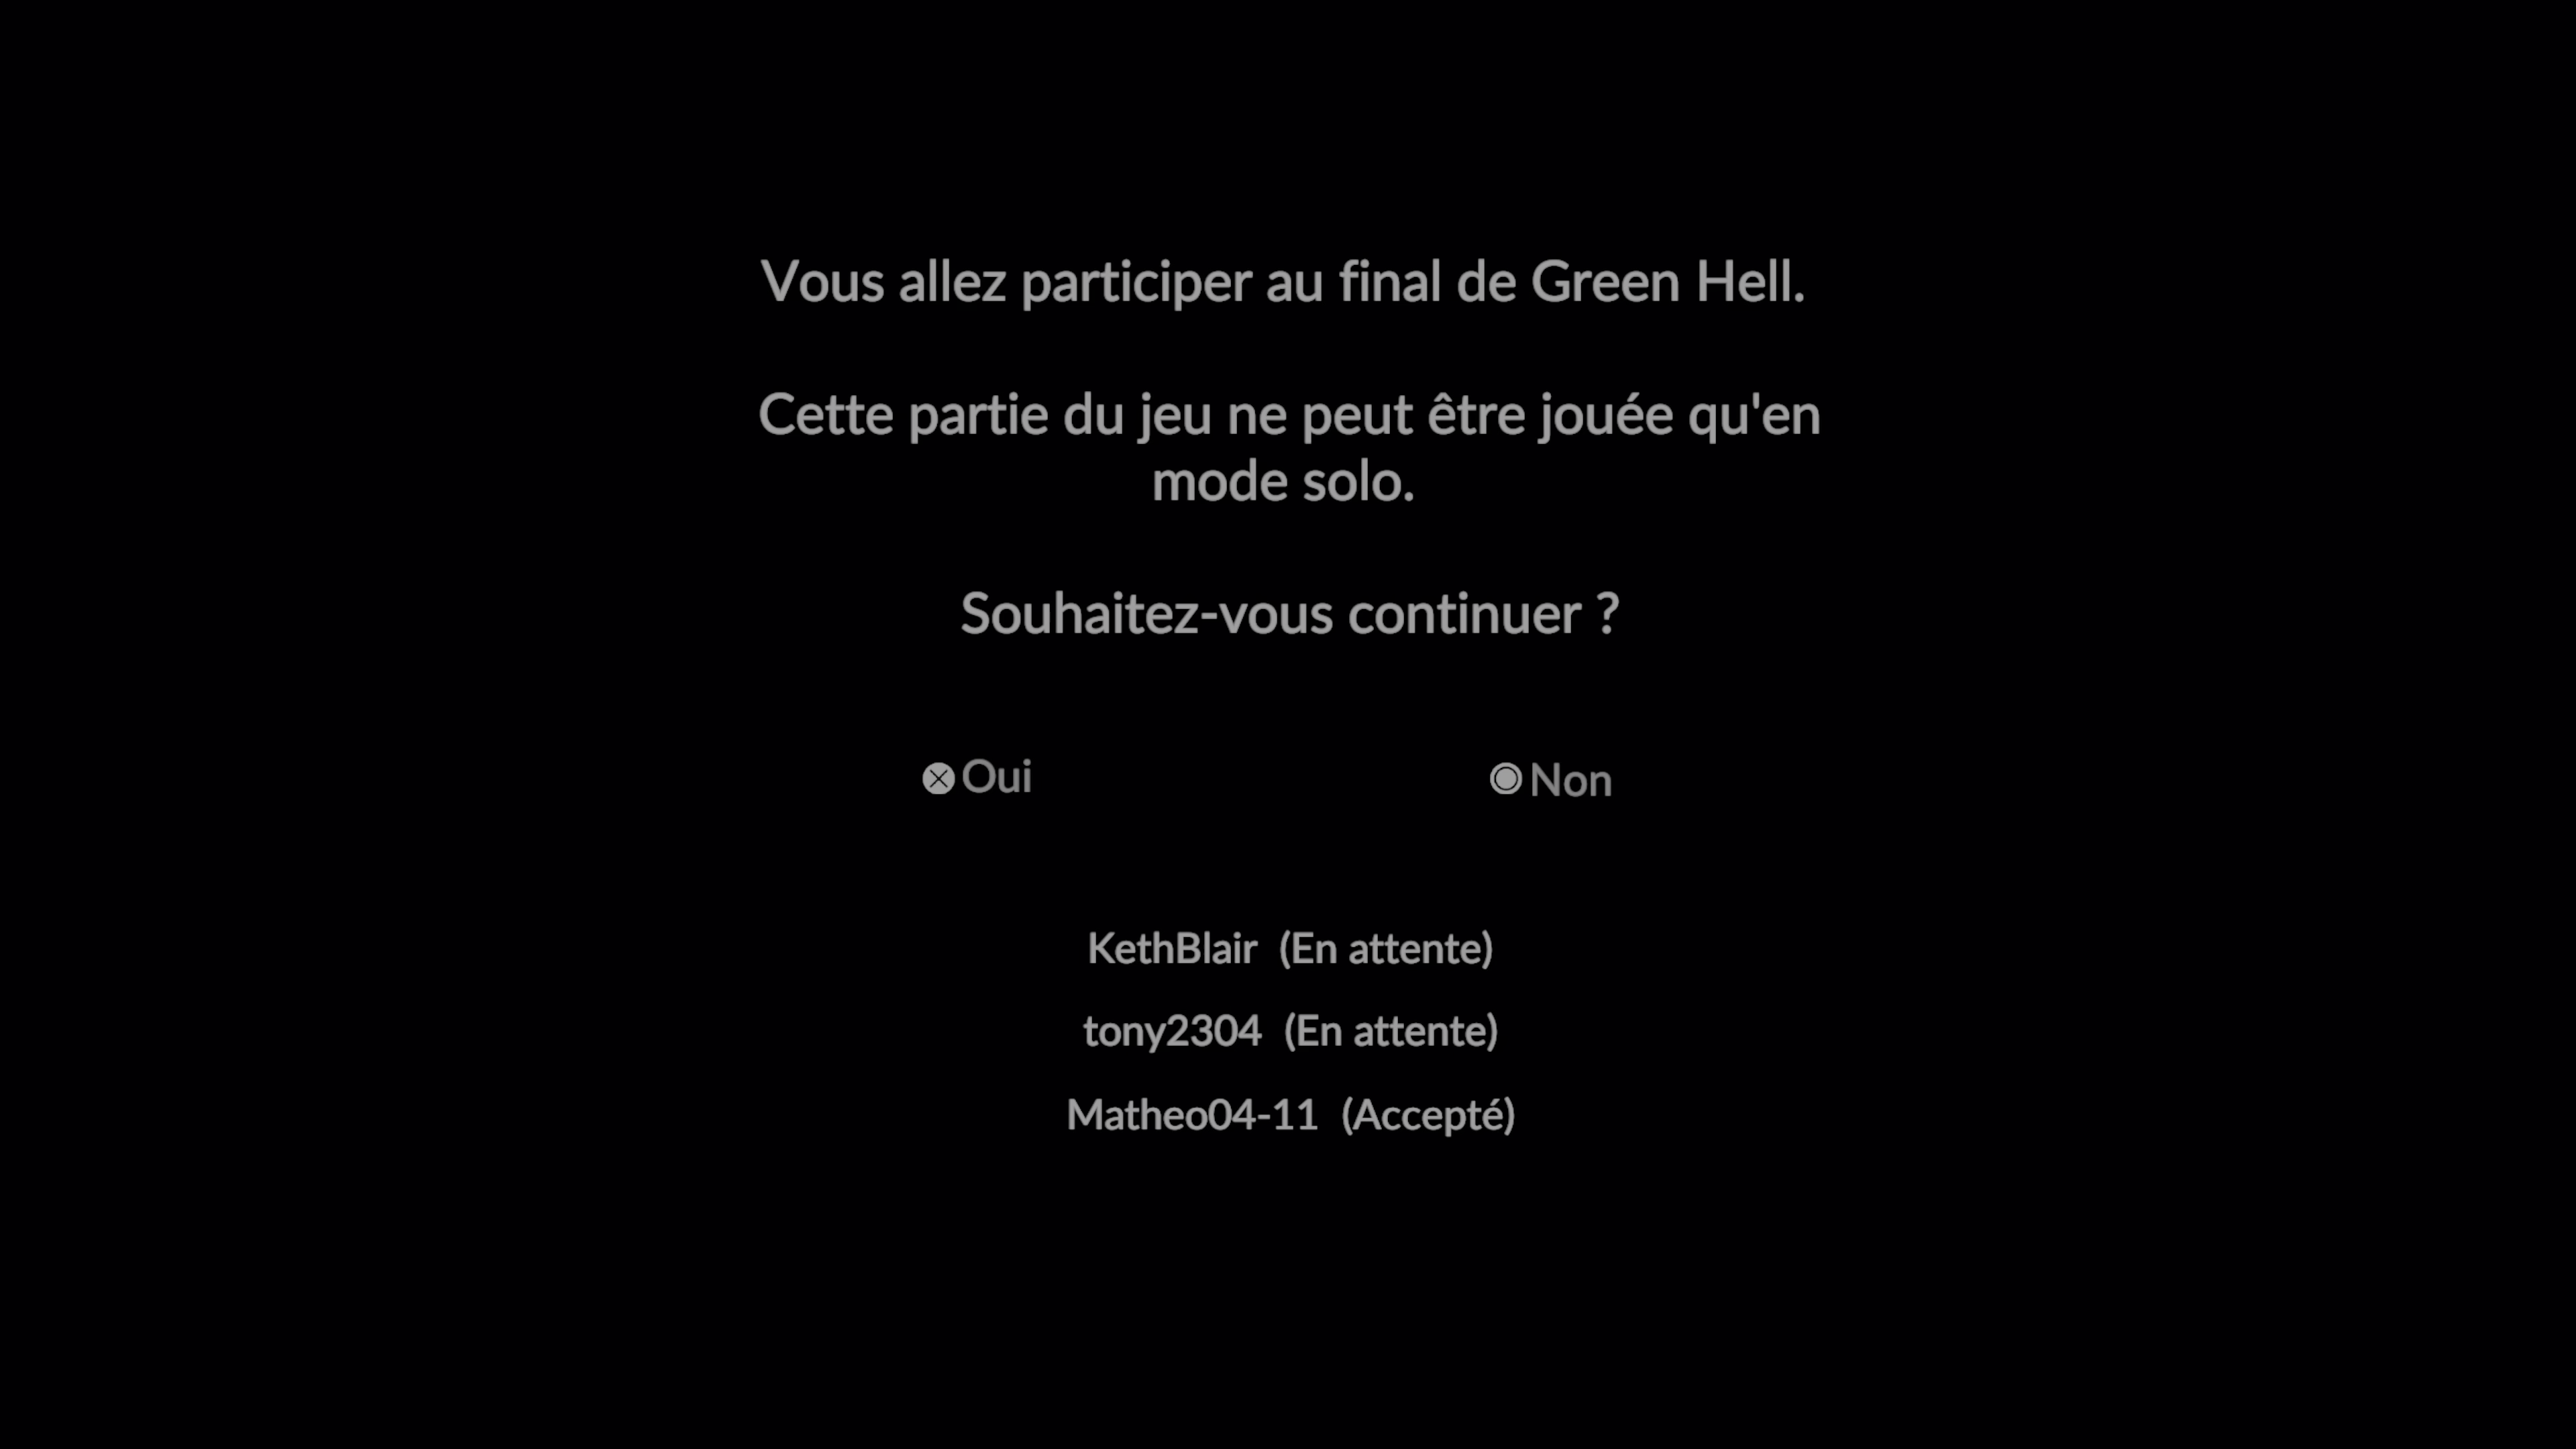 Vous allez participer au final de Green Hell.
Cette partie du jeu ne peut être jouée qu'en
mode solo.
Souhaitez-vous continuer ?
Oui
Non
KethBlair (En attente)
tony2304 (En attente)
Matheo04-11 (Accepté)